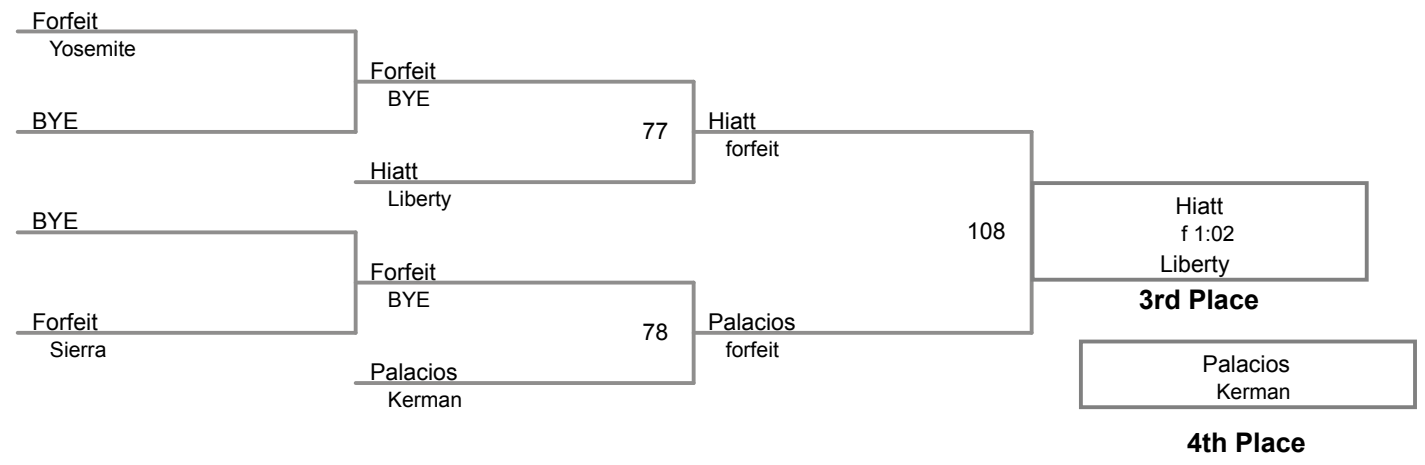 Forfeit
Yosemite
Forfeit
BYE
BYE
77
Hiatt
forfeit
Hiatt
Liberty
BYE
108
Hiatt
f 1:02
Liberty
Forfeit
BYE
3rd Place
Forfeit
Sierra
78
Palacios
forfeit
Palacios
Kerman
Palacios
Kerman
4th Place